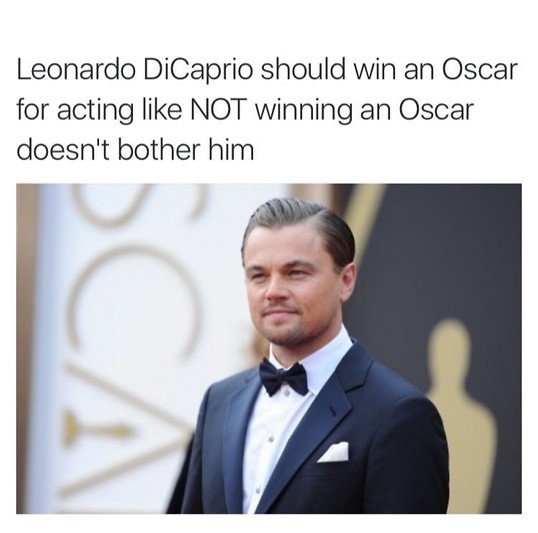 Leonardo DiCaprio should win an Oscar
for acting like NOT winning an Oscar
doesn't bother him